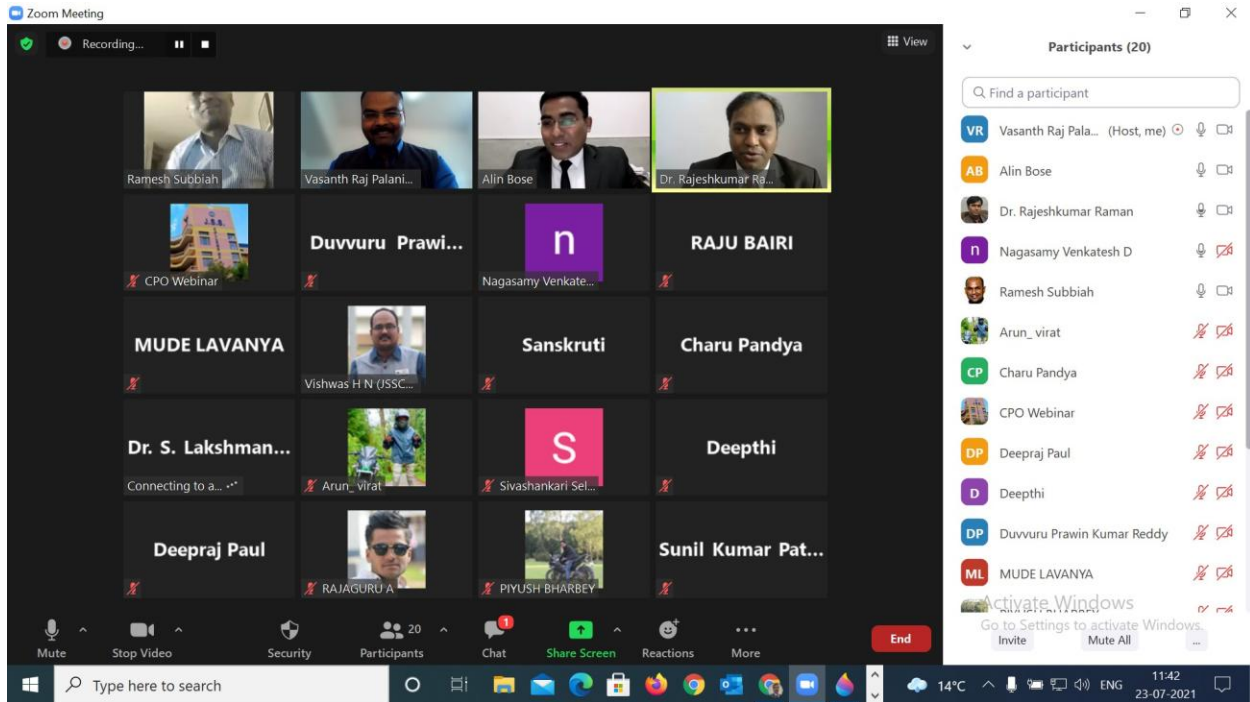 Zoom Meeting
Recording...
View
Participants (20)
Find a participant
Ramesh Subbiah
Vasanth Raj Palani...
Alin Bose
Dr. Rajeshkumar Ra...
CPO Webinar
Duvvuru Prawi...
n
Nagasamy Venkate...
RAJU BAIRI
MUDE LAVANYA
Vishwas H N (JSSC...
Sanskruti
Charu Pandya
Dr. S. Lakshman...
Connecting to a...
Arun_ virat
S
Sivashankari Sel...
Deepthi
Deepraj Paul
RAJAGURU A
PIYUSH BHARBEY
Sunil Kumar Pat...
VR Vasanth Raj Pala... (Host, me)
AB Alin Bose
Dr. Rajeshkumar Raman
n Nagasamy Venkatesh D
Ramesh Subbiah
Arun_ virat
CP Charu Pandya
CPO Webinar
DP Deepraj Paul
D Deepthi
DP Duvvuru Prawin Kumar Reddy
ML MUDE LAVANYA
Activate Windows
Go to Settings to activate Windows.
Invite Mute All ...
Mute Stop Video Security Participants 20 Chat 1 Share Screen Reactions More End
Type here to search
14°C ENG 11:42
23-07-2021